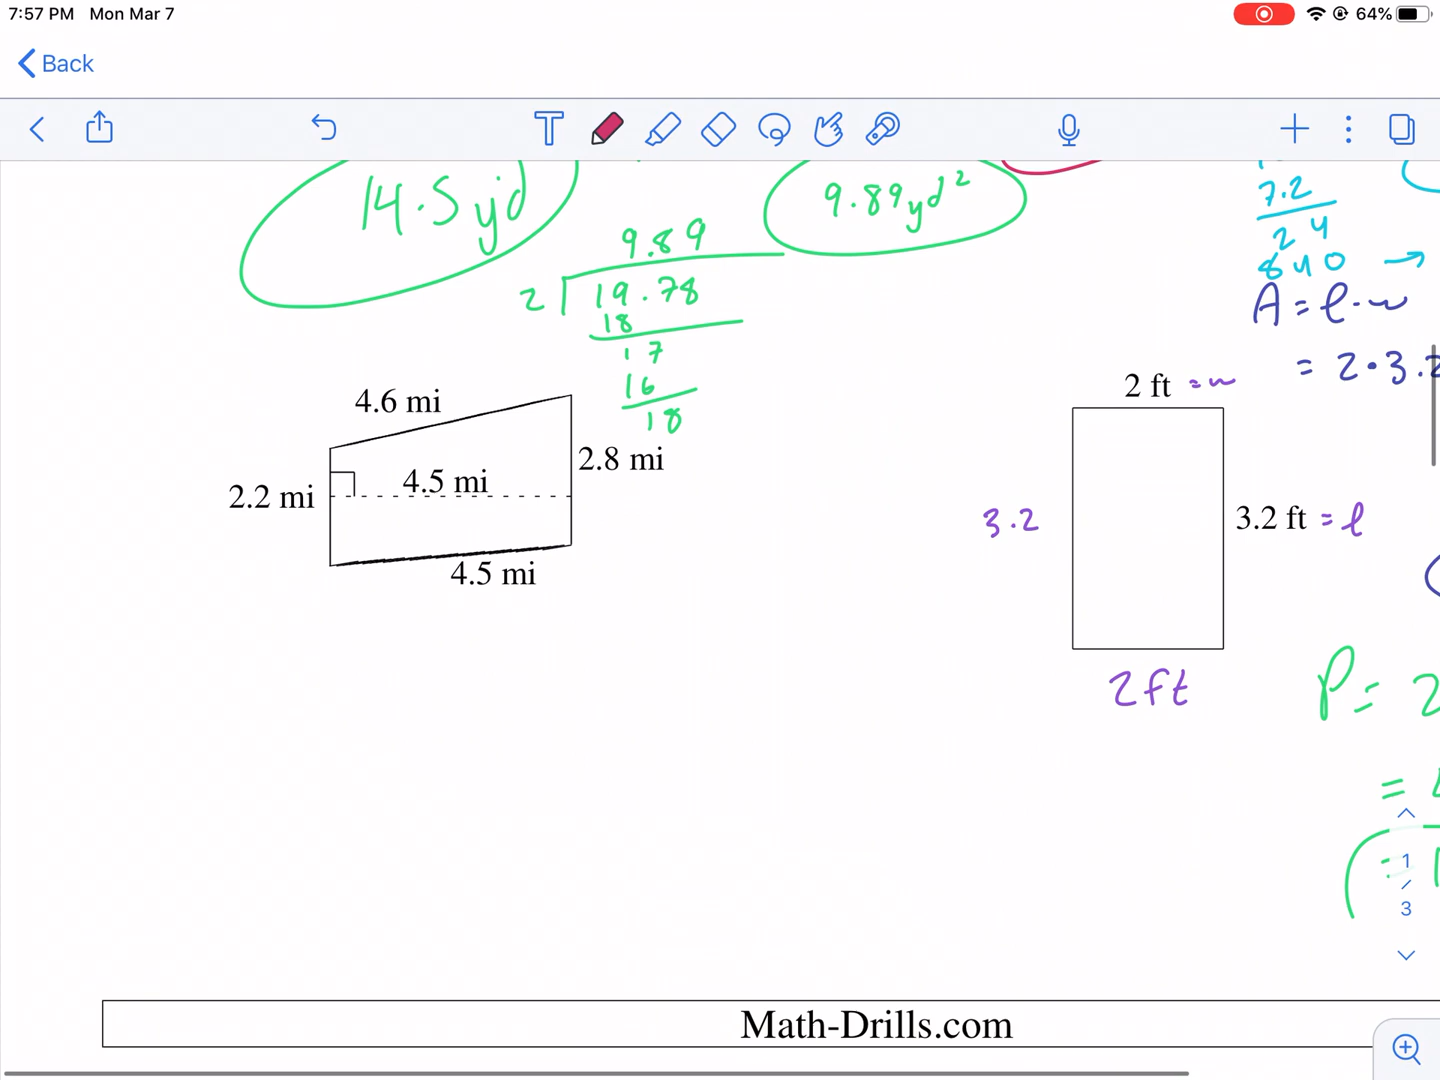 7:57 PM Mon Mar 7
64%
Back
14.5 yd
9.89 yd²
9.89
2 19.78
18
17
16
18
7.2
24
840 →
A = l · w
= 2 · 3.2
4.6 mi
2.2 mi
4.5 mi
2.8 mi
4.5 mi
2 ft = w
3.2
3.2 ft = l
2ft
P = 2
=
=
1
/
3
Math-Drills.com